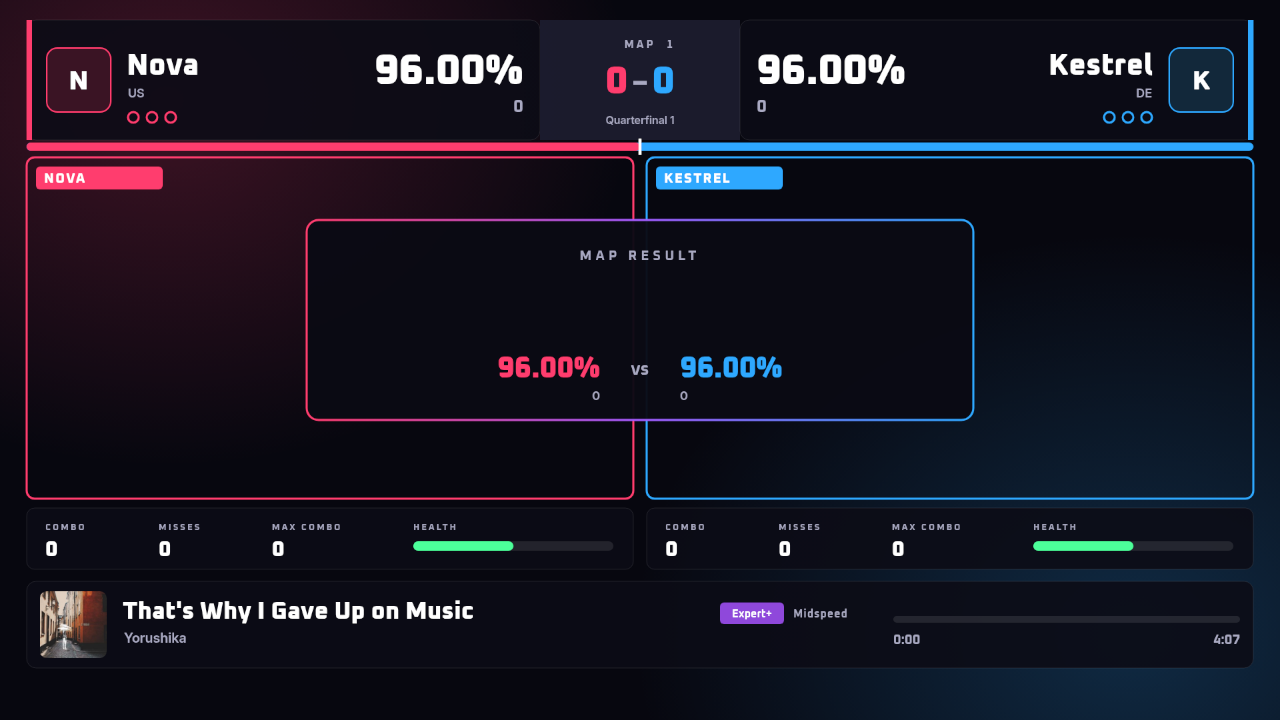 N
Nova
US
96.00%
0
MAP 1
0 – 0
Quarterfinal 1
96.00%
0
Kestrel
DE
K
NOVA
KESTREL
MAP RESULT
96.00% vs 96.00%
0 0
COMBO MISSES MAX COMBO HEALTH
0 0 0
COMBO MISSES MAX COMBO HEALTH
0 0 0
That's Why I Gave Up on Music
Yorushika
Expert+ Midspeed
0:00 4:07